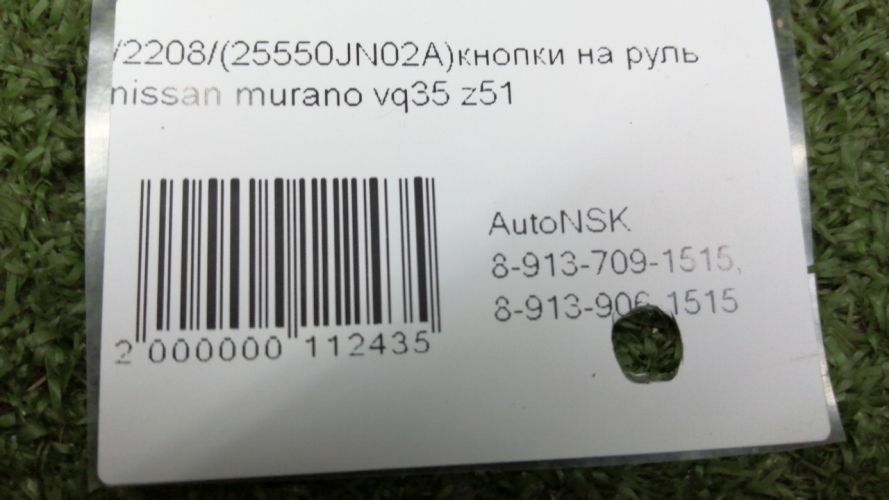 /2208/(25550JN02A)кнопки на руль
nissan murano vq35 z51
AutoNSK
8-913-709-1515,
8-913-906-1515
2 000000 112435